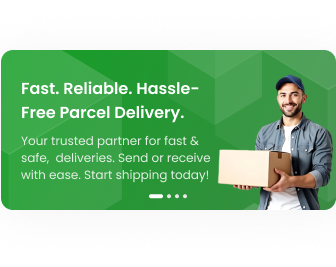 Fast. Reliable. Hassle-
Free Parcel Delivery.
Your trusted partner for fast &
safe,  deliveries. Send or receive
with ease. Start shipping today!